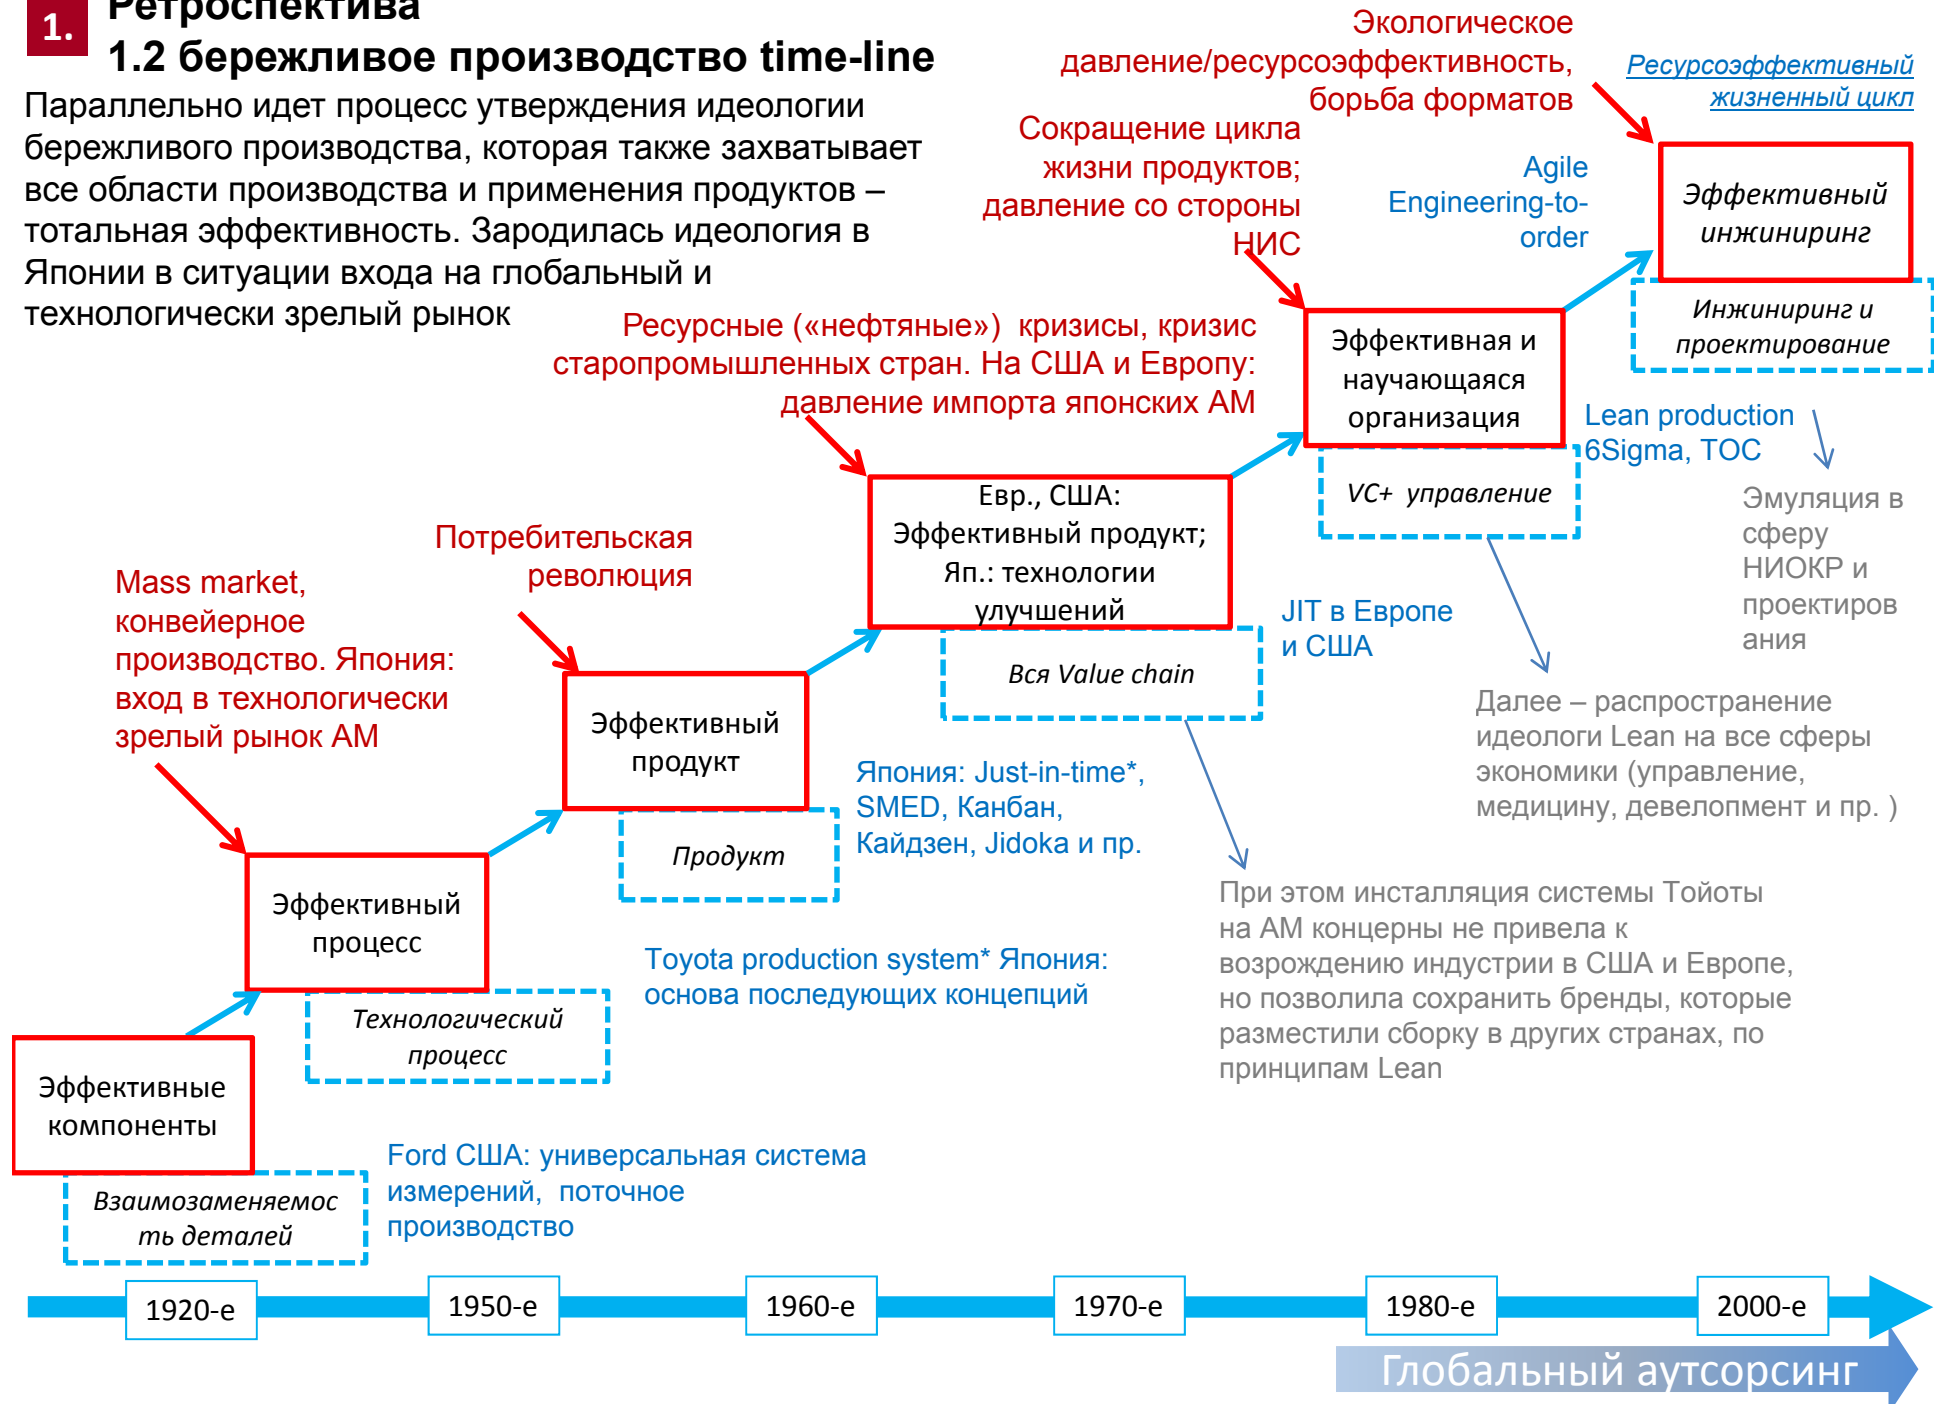 1.
Ретроспектива
1.2 бережливое производство time-line
Параллельно идет процесс утверждения идеологии
бережливого производства, которая также захватывает
все области производства и применения продуктов –
тотальная эффективность. Зародилась идеология в
Японии в ситуации входа на глобальный и
технологически зрелый рынок
Экологическое
давление/ресурсоэффективность,
борьба форматов
Ресурсоэффективный
жизненный цикл
Сокращение цикла
жизни продуктов;
давление со стороны
НИС
Agile
Engineering-to-
order
Эффективный
инжиниринг
Инжиниринг и
проектирование
Ресурсные («нефтяные»)  кризисы, кризис
старопромышленных стран. На США и Европу:
давление импорта японских АМ
Эффективная и
научающаяся
организация
VC+  управление
Lean production
6Sigma, TOC
Эмуляция в
сферу
НИОКР и
проектиров
ания
Евр., США:
Эффективный продукт;
Яп.: технологии
улучшений
Вся Value chain
JIT в Европе
и США
Далее – распространение
идеологи Lean на все сферы
экономики (управление,
медицину, девелопмент и пр. )
Потребительская
революция
Эффективный
продукт
Продукт
Япония: Just-in-time*,
SMED, Канбан,
Кайдзен, Jidoka и пр.
При этом инсталляция системы Тойоты
на АМ концерны не привела к
возрождению индустрии в США и Европе,
но позволила сохранить бренды, которые
разместили сборку в других странах, по
принципам Lean
Mass market,
конвейерное
производство. Япония:
вход в технологически
зрелый рынок АМ
Эффективный
процесс
Технологический
процесс
Toyota production system* Япония:
основа последующих концепций
Эффективные
компоненты
Взаимозаменяемос
ть деталей
Ford США: универсальная система
измерений,  поточное
производство
1920-е
1950-е
1960-е
1970-е
1980-е
2000-е
Глобальный аутсорсинг